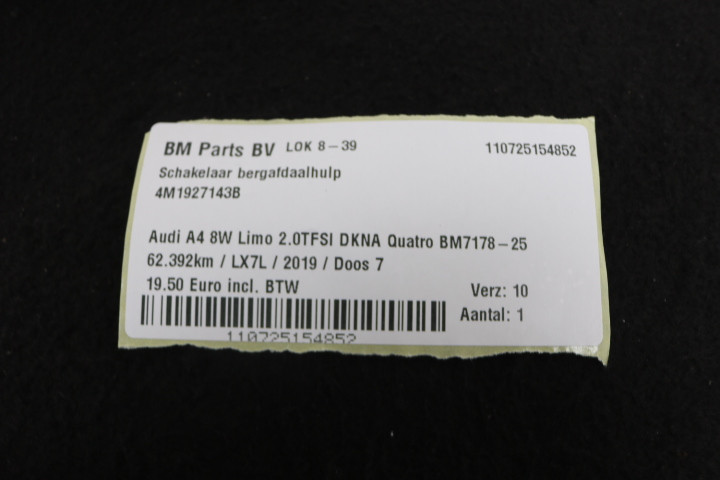 BM Parts BV LOK 8-39 110725154852
Schakelaar bergafdaalhulp
4M1927143B
Audi A4 8W Limo 2.0TFSI DKNA Quatro BM7178-25
62.392km / LX7L / 2019 / Doos 7
19.50 Euro incl. BTW Verz: 10
Aantal: 1
110725154852